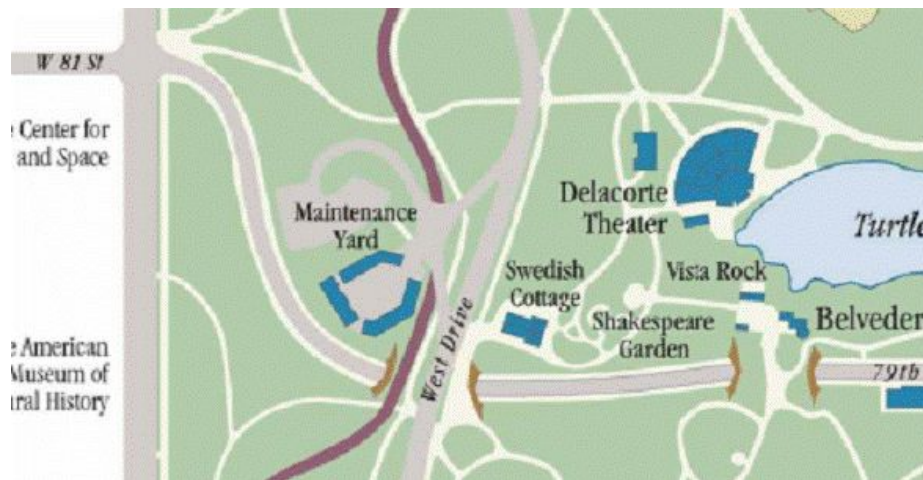 W 81 St
Center for
and Space
Maintenance
Yard
Delacorte
Theater
Turtle
Swedish
Cottage
Vista Rock
Shakespeare
Garden
Belveder
West Drive
American
Museum of
ral History
79th